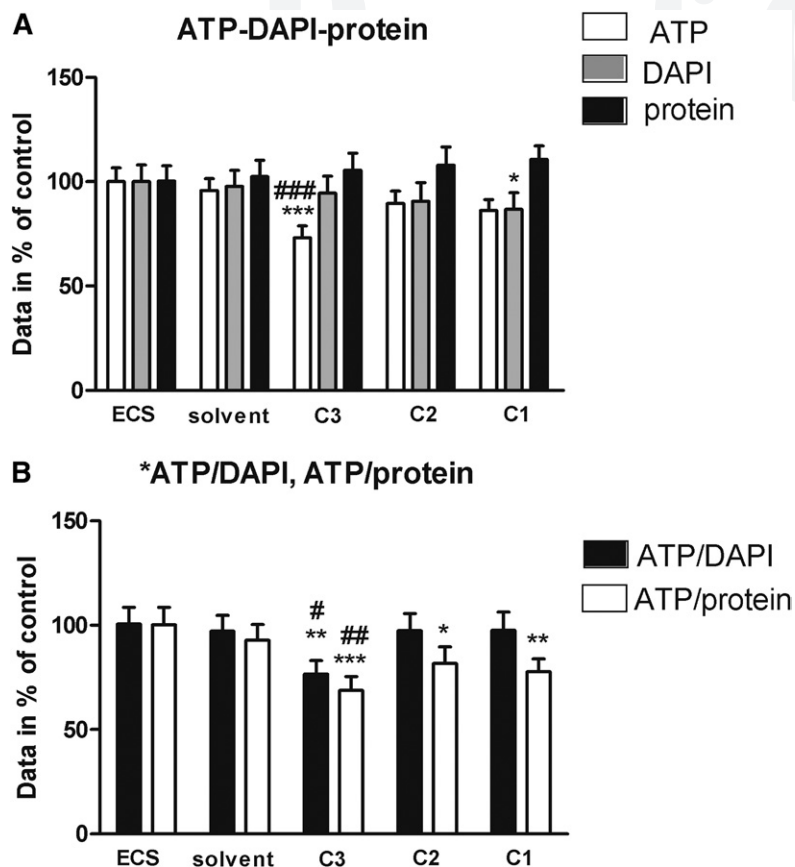 A
ATP-DAPI-protein
ATP
DAPI
protein
Data in % of control
150
100
50
0
###
***
*
ECS solvent C3 C2 C1
B
*ATP/DAPI, ATP/protein
ATP/DAPI
ATP/protein
Data in % of control
150
100
50
0
#
**
##
***
*
**
ECS solvent C3 C2 C1